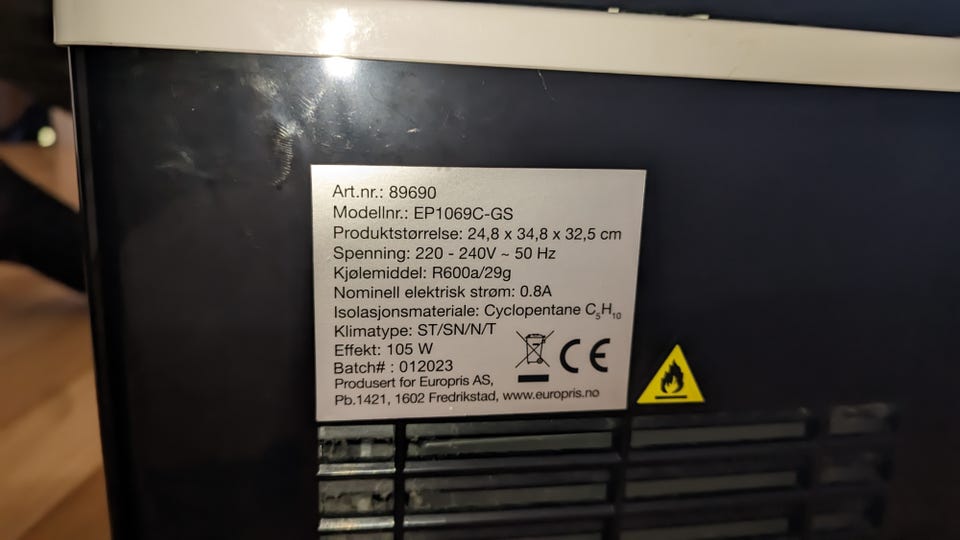 Art.nr.: 89690
Modellnr.: EP1069C-GS
Produktstørrelse: 24,8 x 34,8 x 32,5 cm
Spenning: 220 - 240V ~ 50 Hz
Kjølemiddel: R600a/29g
Nominell elektrisk strøm: 0.8A
Isolasjonsmateriale: Cyclopentane C₅H₁₀
Klimatype: ST/SN/N/T
Effekt: 105 W
Batch# : 012023
Produsert for Europris AS,
Pb.1421, 1602 Fredrikstad, www.europris.no
CE